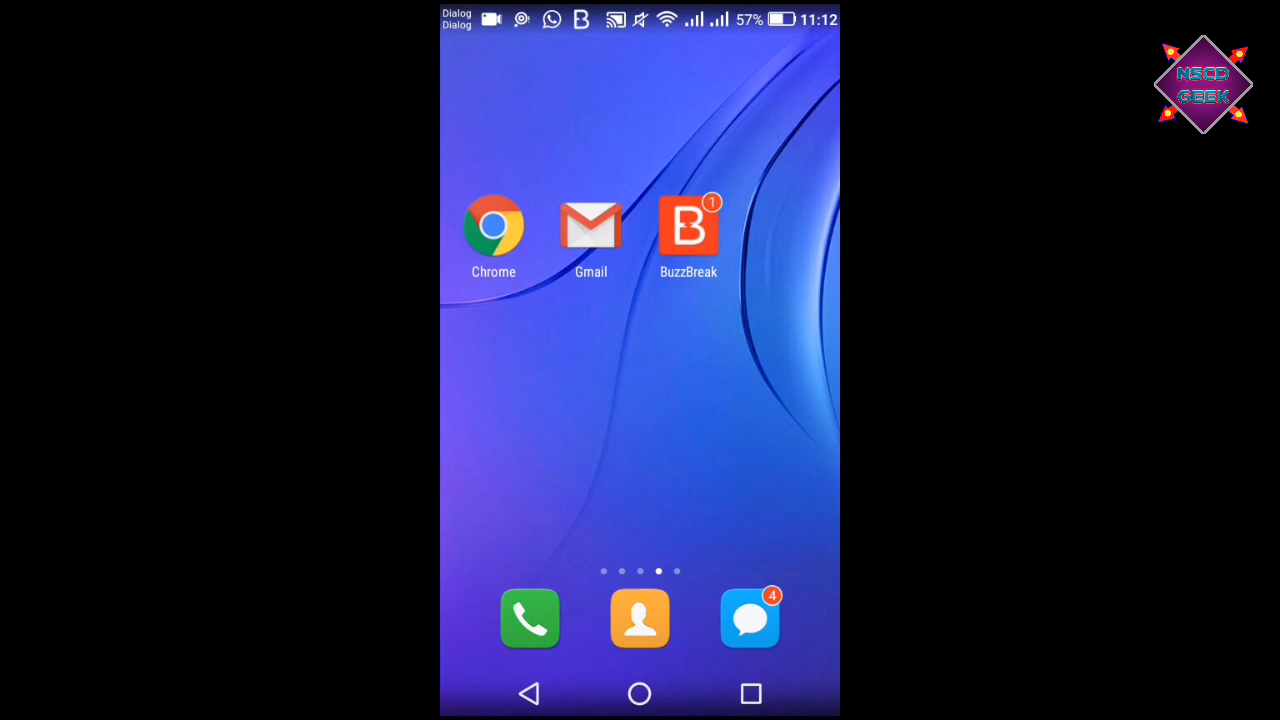 Dialog
Dialog
57% 11:12
NSCD
GEEK
1
Chrome
Gmail
BuzzBreak
4